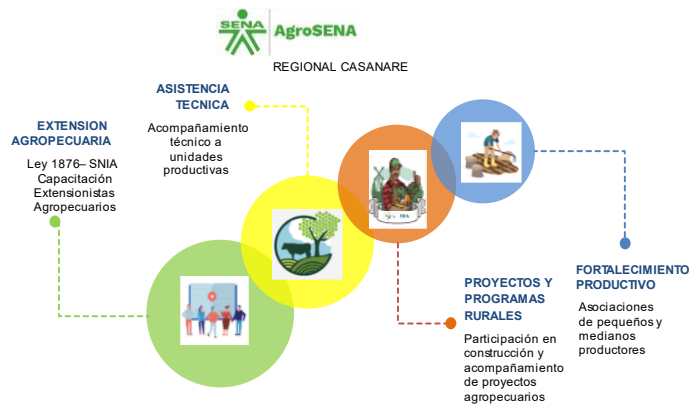 SENA
AgroSENA
REGIONAL CASANARE
ASISTENCIA
TECNICA
Acompañamiento
técnico a
unidades
productivas
EXTENSION
AGROPECUARIA
Ley 1876– SNIA
Capacitación
Extensionistas
Agropecuarios
PROYECTOS Y
PROGRAMAS
RURALES
Participación en
construcción y
acompañamiento
de proyectos
agropecuarios
FORTALECIMIENTO
PRODUCTIVO
Asociaciones
de pequeños y
medianos
productores